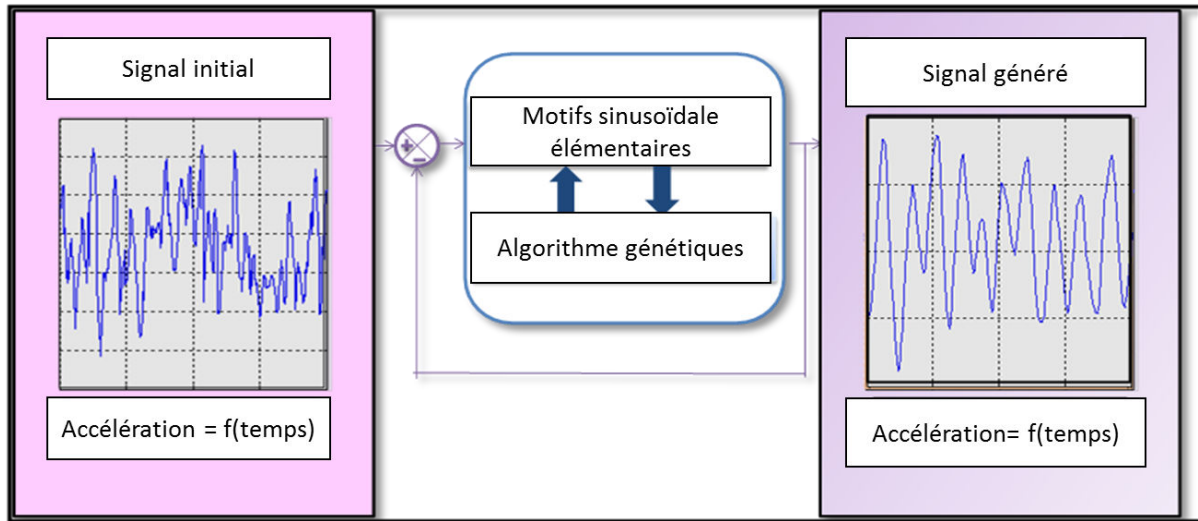 Signal initial
Accélération = f(temps)
+
-
Motifs sinusoïdale
élémentaires
Algorithme génétiques
Signal généré
Accélération= f(temps)